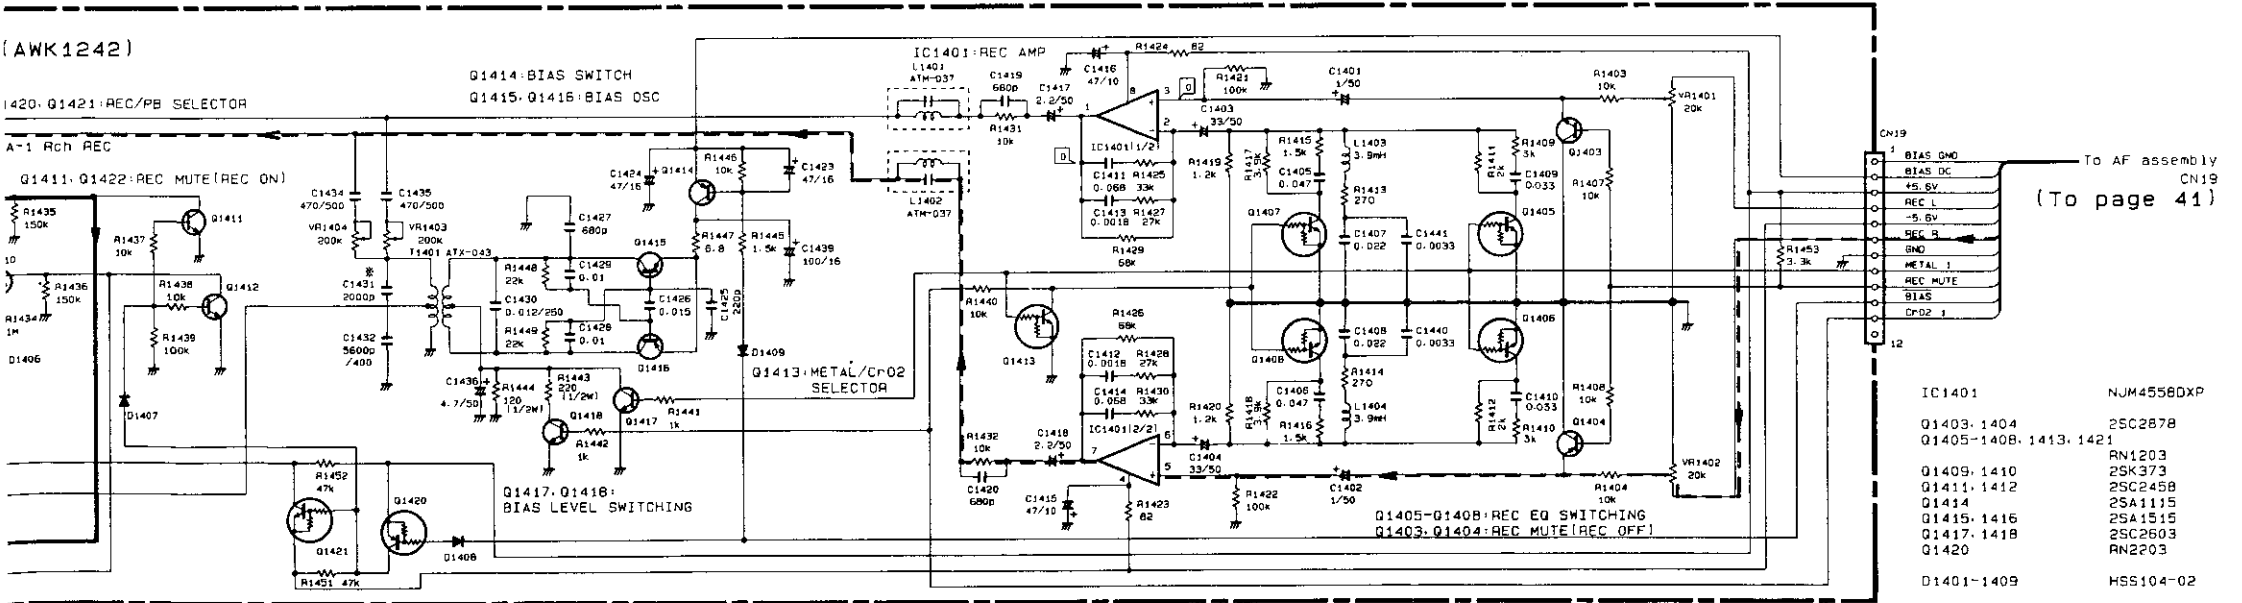 (AWK1242)
Q1414:BIAS SWITCH
Q1415, Q1416:BIAS OSC
1420, Q1421:REC/PB SELECTOR
A-1 Rch REC
Q1411, Q1422:REC MUTE(REC ON)
IC1401:REC AMP
L1401
ATM-037
C1419
680p
R1431
10k
C1417
2.2/50
C1416
47/10
R1424 82
8
1
3
2
0
0
IC1401(1/2)
R1421
100k
C1403
33/50
C1401
1/50
R1403
10k
VR1401
20k
Q1403
R1407
10k
R1409
3k
C1409
0.033
R1411
2k
L1403
3.9mH
R1413
270
R1415
1.5k
C1405
0.047
R1417
3.9k
R1419
1.2k
C1411
0.068
R1425
33k
C1413
0.0018
R1427
27k
R1429
68k
Q1407
C1407
0.022
C1441
0.0033
Q1405
L1402
ATM-037
C1434
470/500
C1435
470/500
VR1404
200k
VR1403
200k
T1401 ATX-043
C1431
2000p
C1432
5600p
/400
R1435
150k
R1436
150k
R1434
1M
D1406
R1437
10k
Q1411
R1438
10k
Q1412
R1439
100k
D1407
C1427
680p
C1424
47/16
Q1414
R1446
10k
C1423
47/16
R1447
6.8
R1445
1.5k
C1439
100/16
Q1415
R1448
22k
C1429
0.01
C1430
0.012/250
R1449
22k
C1428
0.01
C1426
0.015
C1425
220p
Q1416
D1409
C1436
4.7/50
R1444
120
(1/2W)
R1443
220
(1/2W)
Q1418
Q1417
R1441
1k
R1442
1k
Q1413:METAL/CrO2
SELECTOR
Q1417, Q1418:
BIAS LEVEL SWITCHING
R1452
47k
Q1420
Q1421
R1451 47k
D1408
R1440
10k
Q1413
R1426
68k
C1412
0.0018
R1428
27k
C1414
0.068
R1430
33k
IC1401(2/2)
7
6
5
4
R1432
10k
C1418
2.2/50
C1420
680p
C1415
47/10
R1423
82
C1404
33/50
R1422
100k
C1402
1/50
R1404
10k
VR1402
20k
Q1408
C1408
0.022
C1440
0.0033
Q1406
R1414
270
C1406
0.047
L1404
3.9mH
R1416
1.5k
R1418
3.9k
R1420
1.2k
R1412
2k
C1410
0.033
R1410
3k
Q1404
R1408
10k
R1453
3.3k
Q1405-Q1408:REC EQ SWITCHING
Q1403, Q1404:REC MUTE(REC OFF)
CN19
1
BIAS GND
BIAS DC
+5.6V
REC L
-5.6V
REC R
GND
METAL 1
REC MUTE
BIAS
CrO2 1
12
To AF assembly
CN19
(To page 41)
IC1401 NJM4558DXP
Q1403, 1404 2SC2878
Q1405-1408, 1413, 1421
RN1203
Q1409, 1410 2SK373
Q1411, 1412 2SC2458
Q1414 2SA1115
Q1415, 1416 2SA1515
Q1417, 1418 2SC2603
Q1420 RN2203
D1401-1409 HSS104-02